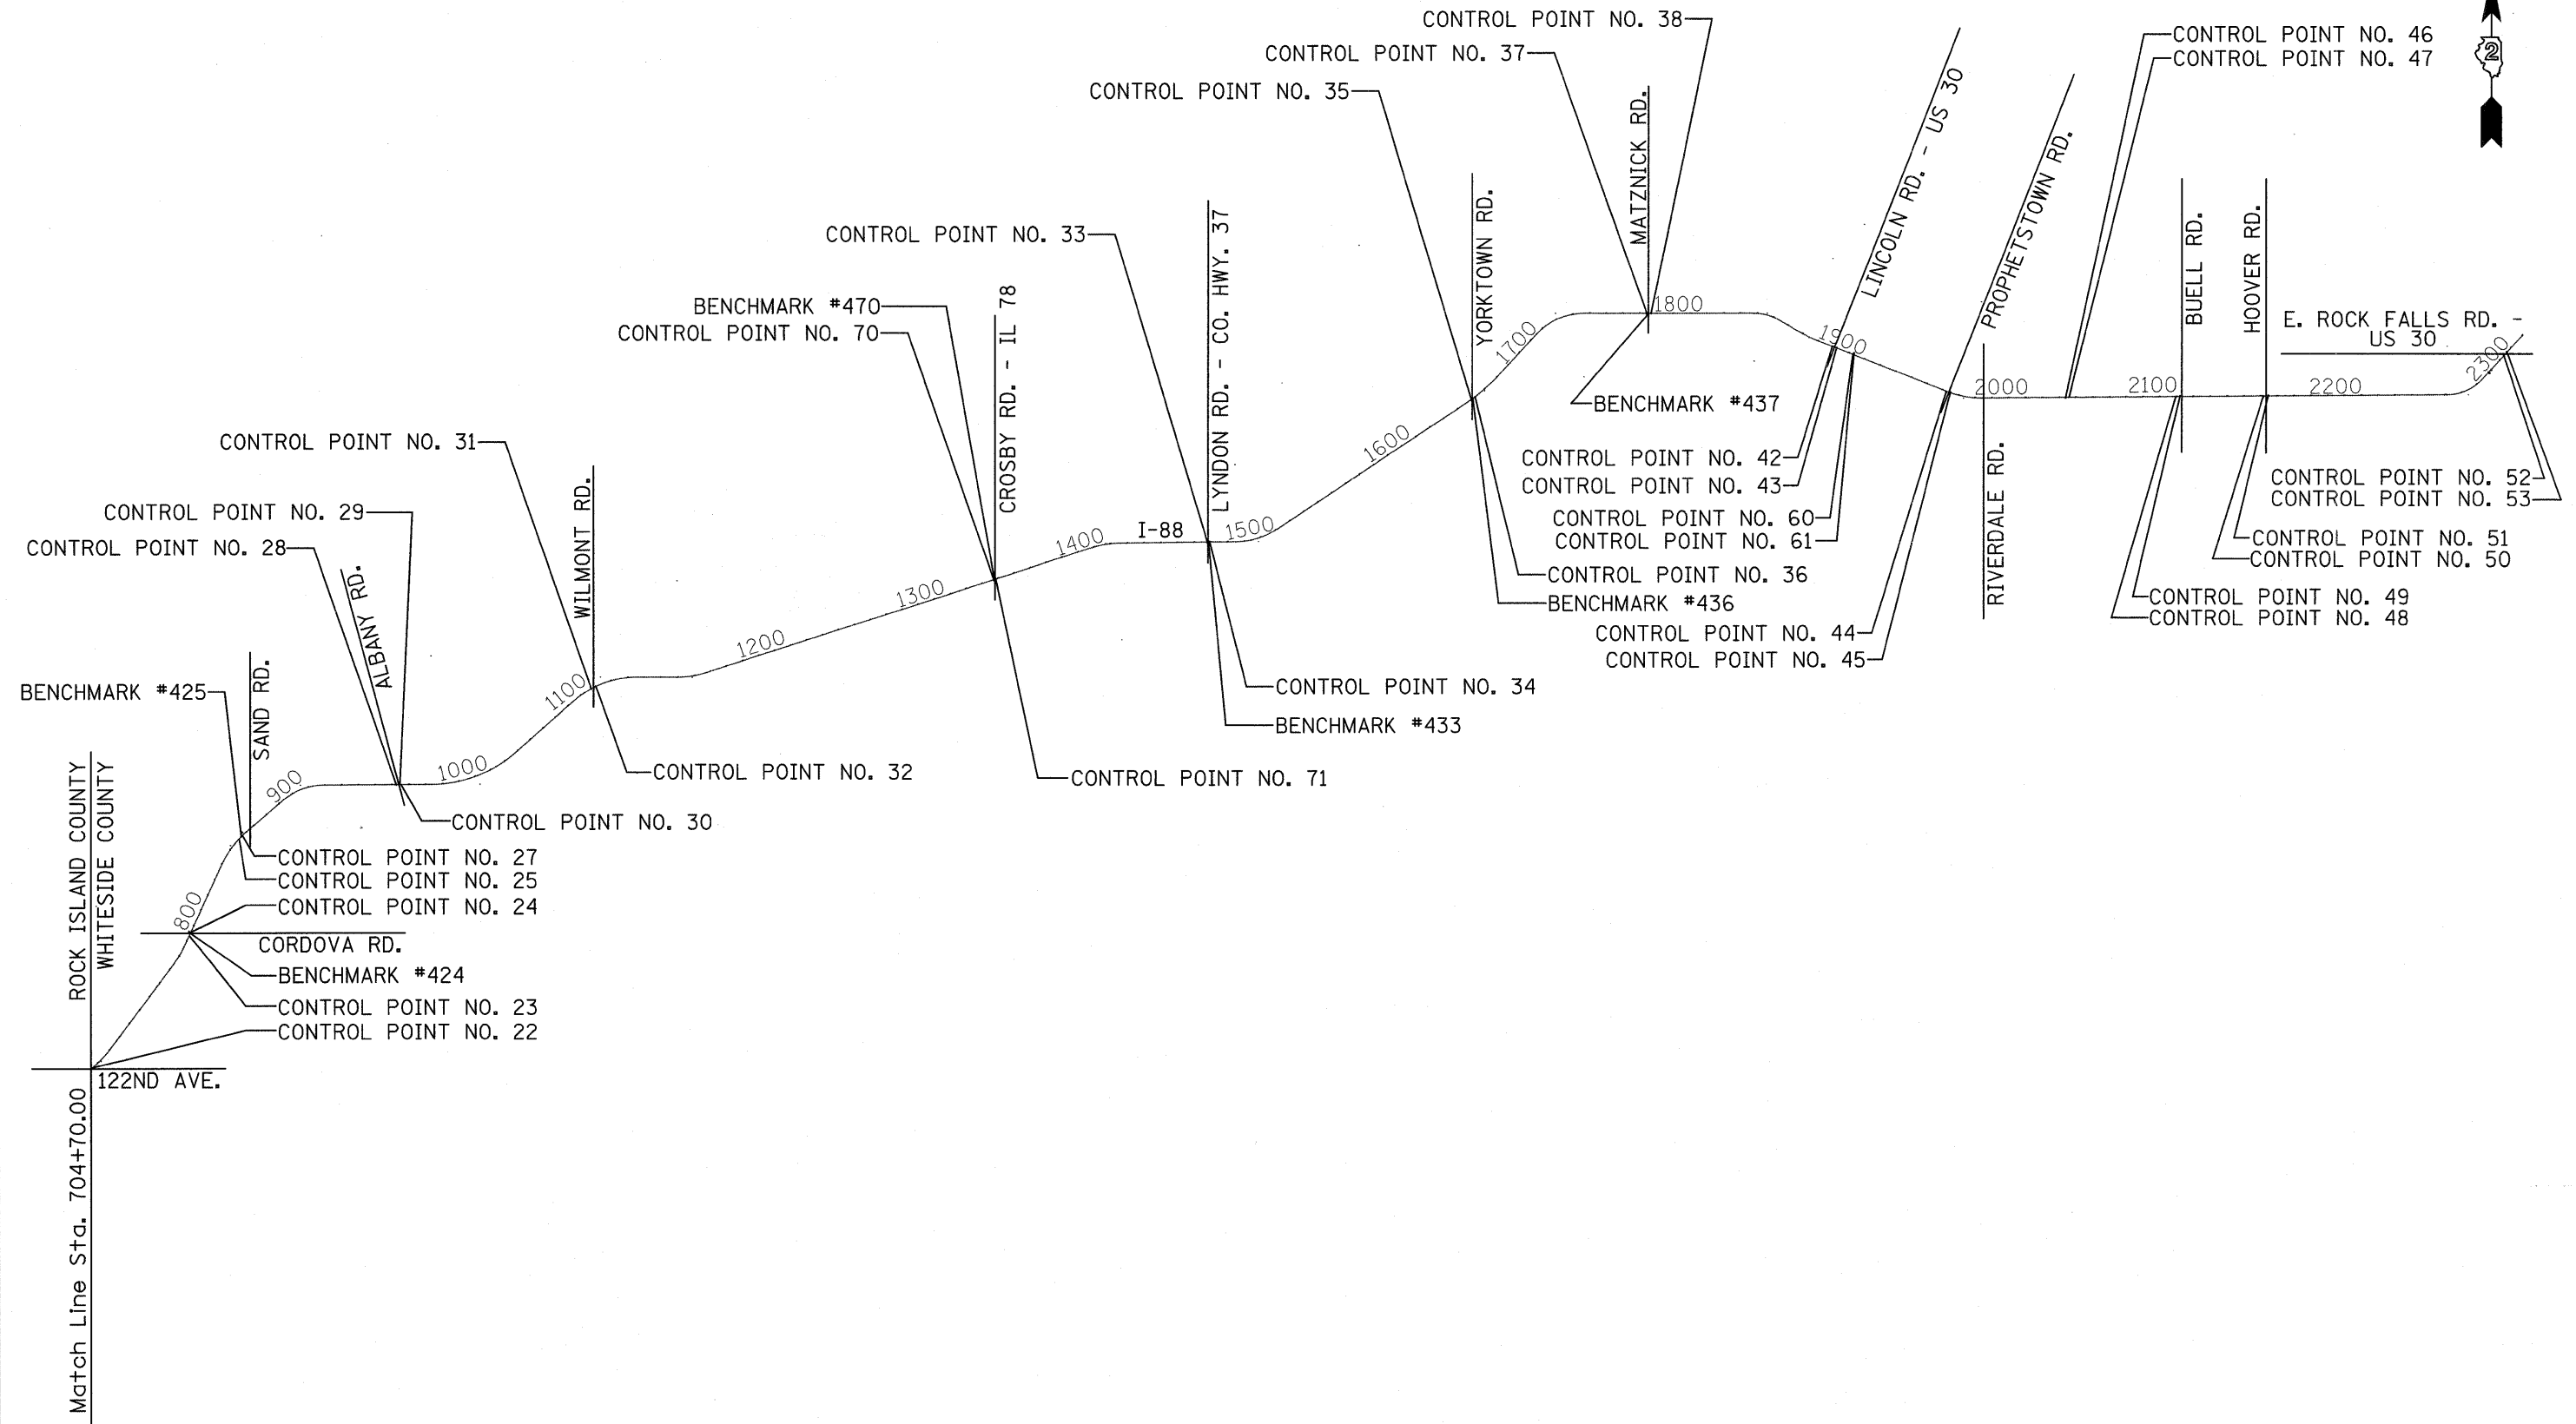 CONTROL POINT NO. 38
CONTROL POINT NO. 37
CONTROL POINT NO. 35
CONTROL POINT NO. 46
CONTROL POINT NO. 47
2
MATZNICK RD.
LINCOLN RD. - US 30
PROPHETSTOWN RD.
YORKTOWN RD.
BUELL RD.
HOOVER RD.
CONTROL POINT NO. 33
LYNDON RD. - CO. HWY. 37
BENCHMARK #470
CONTROL POINT NO. 70
CROSBY RD. - IL 78
E. ROCK FALLS RD. -
US 30
1700
1800
1900
2000
2100
2200
2300
BENCHMARK #437
CONTROL POINT NO. 31
CONTROL POINT NO. 29
CONTROL POINT NO. 28
ALBANY RD.
WILMONT RD.
1400
I-88
1500
1600
CONTROL POINT NO. 42
CONTROL POINT NO. 43
CONTROL POINT NO. 60
CONTROL POINT NO. 61
CONTROL POINT NO. 36
BENCHMARK #436
CONTROL POINT NO. 44
CONTROL POINT NO. 45
RIVERDALE RD.
CONTROL POINT NO. 52
CONTROL POINT NO. 53
CONTROL POINT NO. 51
CONTROL POINT NO. 50
CONTROL POINT NO. 49
CONTROL POINT NO. 48
1300
1200
1100
1000
900
800
BENCHMARK #425
SAND RD.
CONTROL POINT NO. 34
BENCHMARK #433
CONTROL POINT NO. 32
CONTROL POINT NO. 71
CONTROL POINT NO. 30
ROCK ISLAND COUNTY
WHITESIDE COUNTY
CONTROL POINT NO. 27
CONTROL POINT NO. 25
CONTROL POINT NO. 24
CORDOVA RD.
BENCHMARK #424
CONTROL POINT NO. 23
CONTROL POINT NO. 22
122ND AVE.
Match Line Sta. 704+70.00